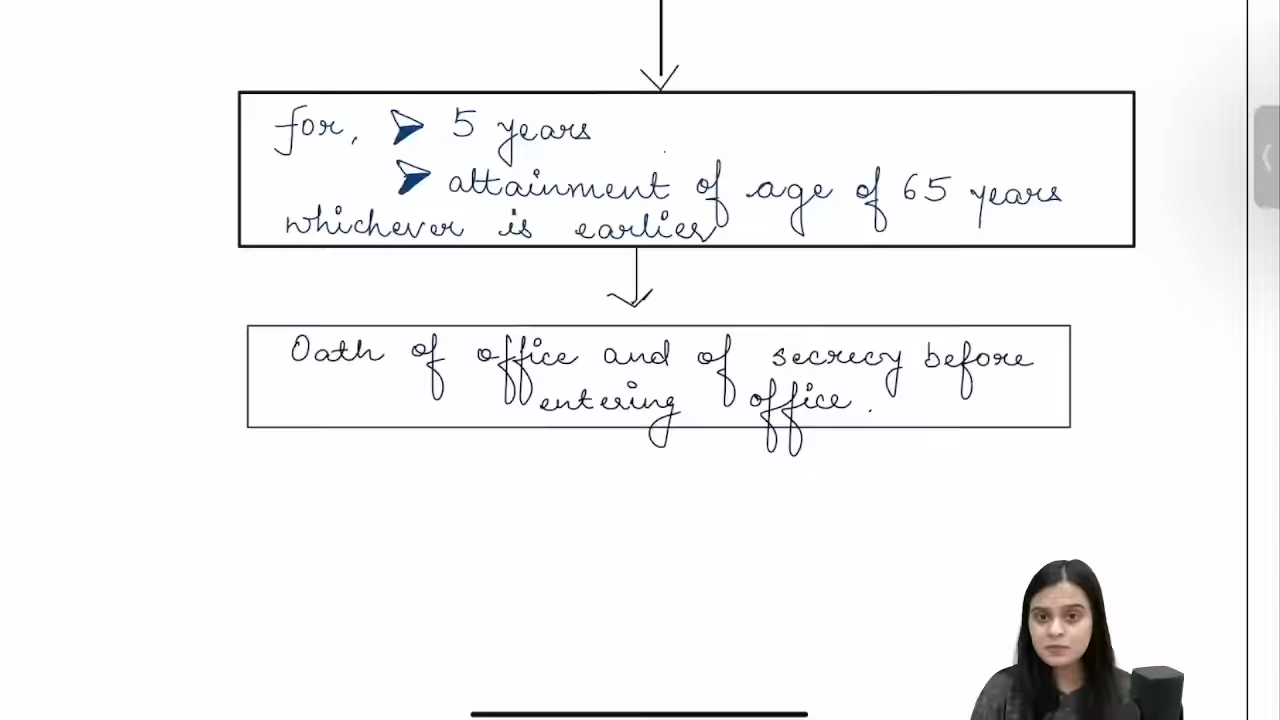 for, ➤ 5 years
➤ attainment of age of 65 years
whichever is earlier
Oath of office and of secrecy before
entering office.